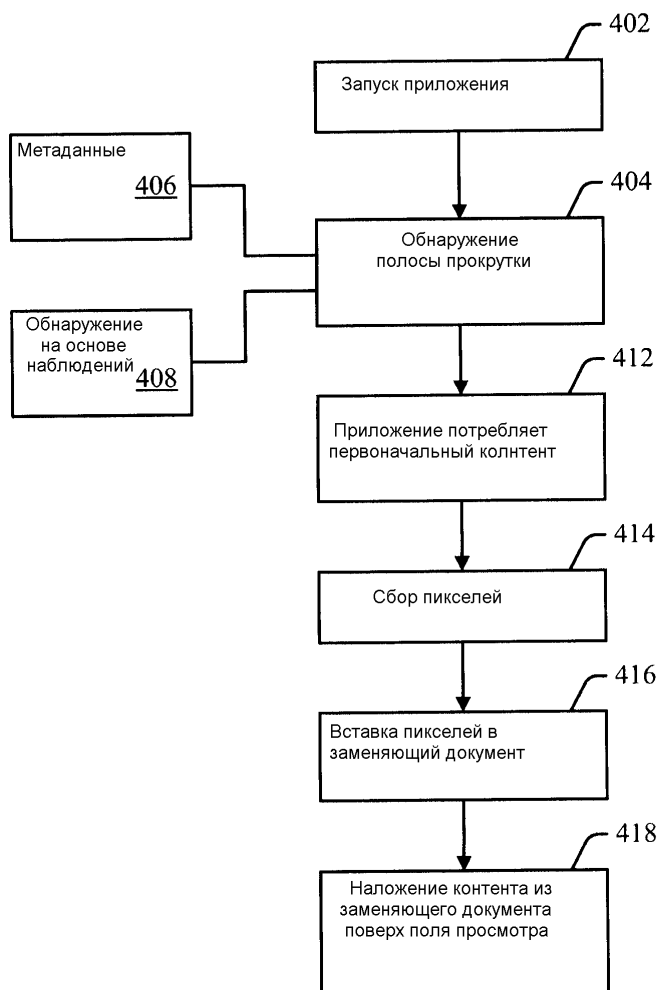 402
Запуск приложения
Метаданные
406
404
Обнаружение
полосы прокрутки
Обнаружение
на основе
наблюдений
408
412
Приложение потребляет
первоначальный колнтент
414
Сбор пикселей
416
Вставка пикселей в
заменяющий документ
418
Наложение контента из
заменяющего документа
поверх поля просмотра